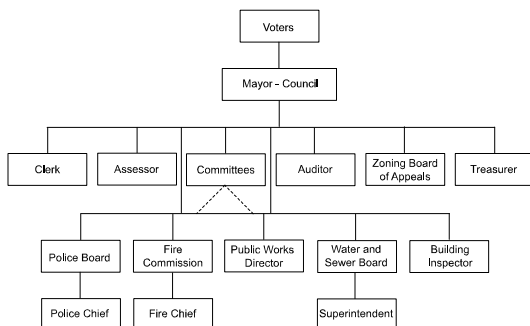 Voters
Mayor – Council
Clerk
Assessor
Committees
Auditor
Zoning Board
of Appeals
Treasurer
Police Board
Fire
Commission
Public Works
Director
Water and
Sewer Board
Building
Inspector
Police Chief
Fire Chief
Superintendent